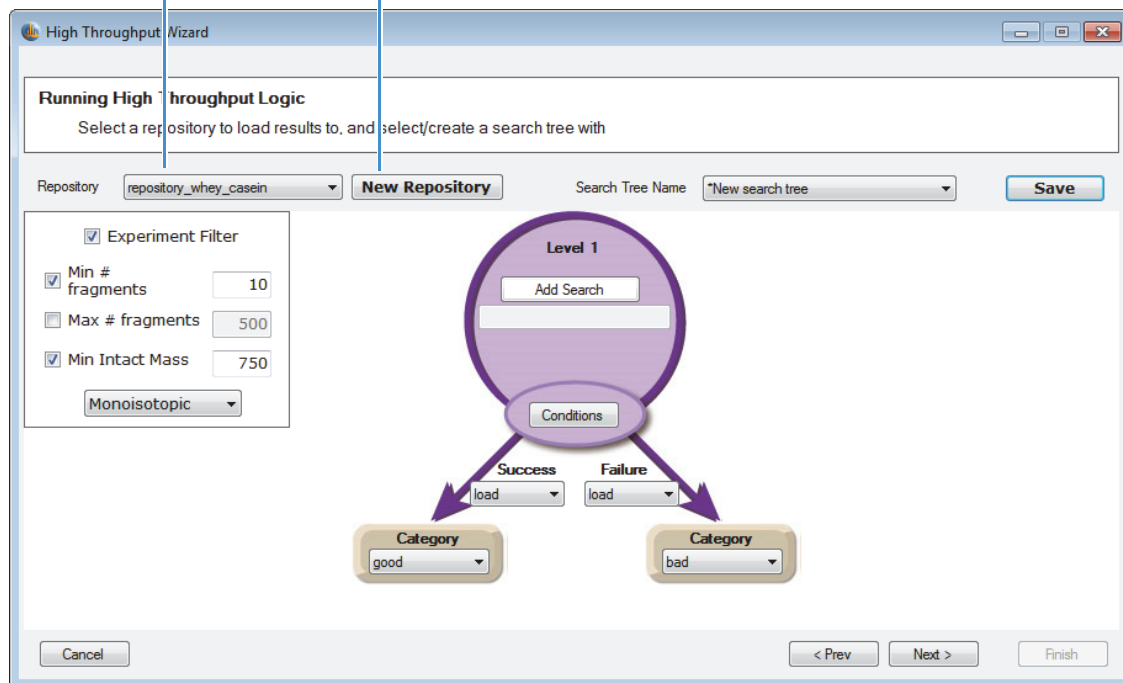 High Throughput Wizard
Running High Throughput Logic
Select a repository to load results to, and select/create a search tree with
Repository repository_whey_casein New Repository Search Tree Name *New search tree Save
Experiment Filter
Min #
fragments 10
Max # fragments 500
Min Intact Mass 750
Monoisotopic
Level 1
Add Search
Conditions
Success Failure
load load
Category Category
good bad
Cancel < Prev Next > Finish